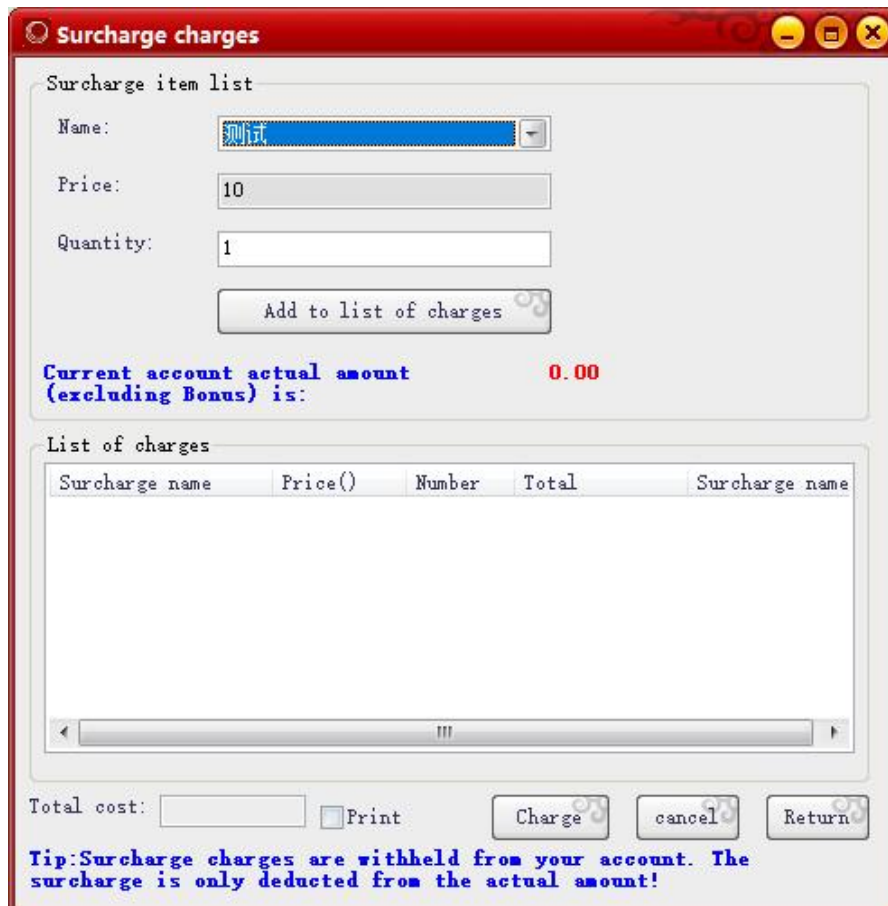 Surcharge charges
Surcharge item list
Name:
测试
Price:
10
Quantity:
1
Add to list of charges
Current account actual amount
(excluding Bonus) is:
0.00
List of charges
Surcharge name Price() Number Total Surcharge name
Total cost:
Print
Charge
cancel
Return
Tip:Surcharge charges are withheld from your account. The
surcharge is only deducted from the actual amount!